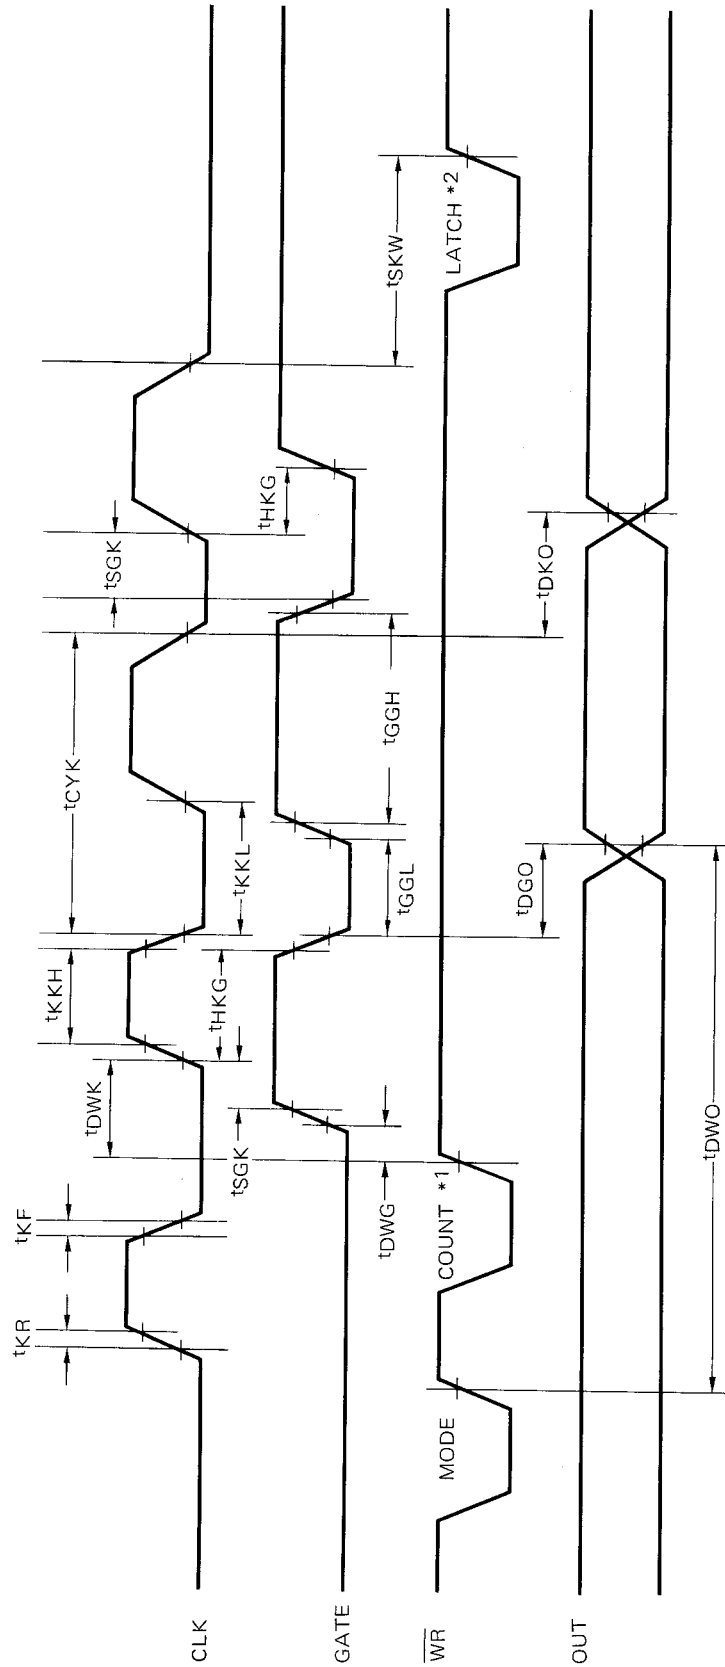 tKR
tKF
tDWK
tKKH
tCYK
tSGK
CLK
tSGK
tHKG
tKKL
tHKG
GATE
tDWG
tGGL
tGGH
tSKW
WR
MODE
COUNT *1
LATCH *2
tDGO
tDKO
OUT
tDWO